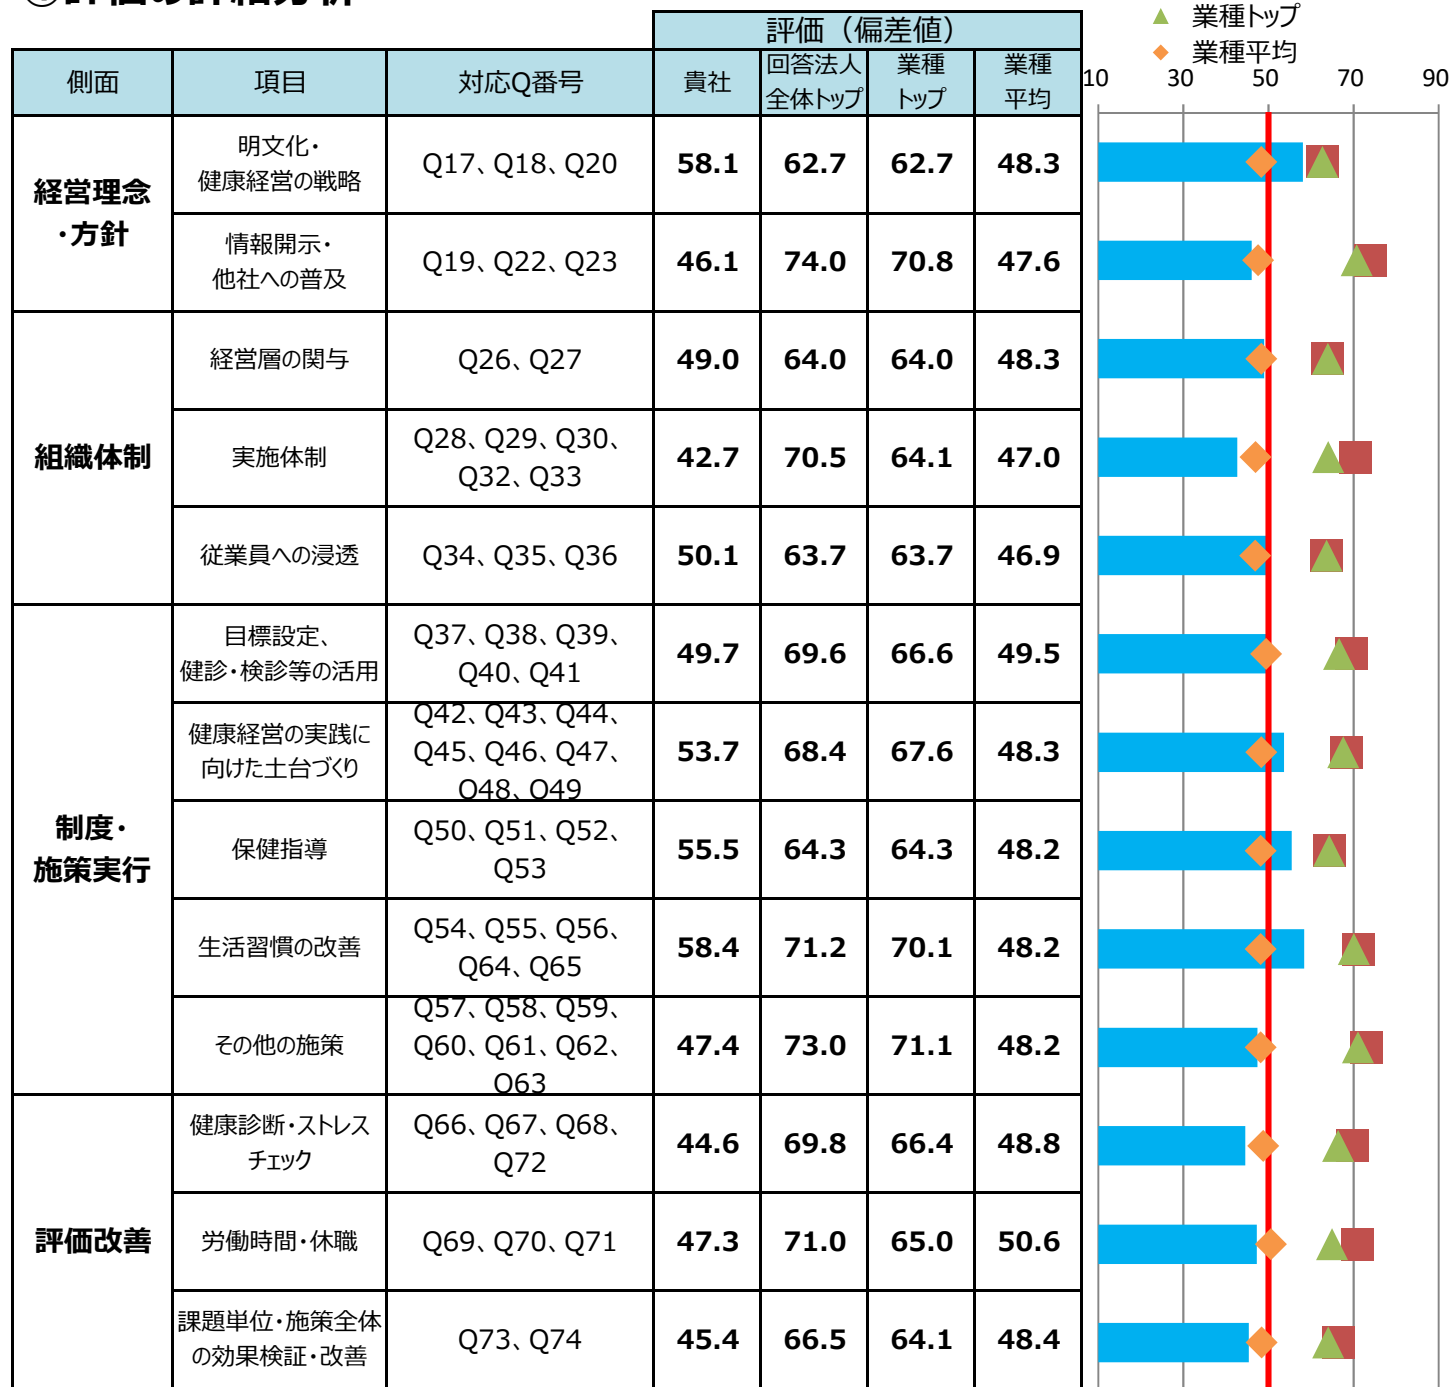 ①評価の詳細分析
▲ 業種トップ
◆ 業種平均
評価（偏差値）
側面 項目 対応Q番号 貴社 回答法人全体トップ 業種トップ 業種平均
10 30 50 70 90
経営理念・方針
明文化・健康経営の戦略 Q17、Q18、Q20 58.1 62.7 62.7 48.3
情報開示・他社への普及 Q19、Q22、Q23 46.1 74.0 70.8 47.6
組織体制
経営層の関与 Q26、Q27 49.0 64.0 64.0 48.3
実施体制 Q28、Q29、Q30、Q32、Q33 42.7 70.5 64.1 47.0
従業員への浸透 Q34、Q35、Q36 50.1 63.7 63.7 46.9
制度・施策実行
目標設定、健診・検診等の活用 Q37、Q38、Q39、Q40、Q41 49.7 69.6 66.6 49.5
健康経営の実践に向けた土台づくり Q42、Q43、Q44、Q45、Q46、Q47、Q48、Q49 53.7 68.4 67.6 48.3
保健指導 Q50、Q51、Q52、Q53 55.5 64.3 64.3 48.2
生活習慣の改善 Q54、Q55、Q56、Q64、Q65 58.4 71.2 70.1 48.2
その他の施策 Q57、Q58、Q59、Q60、Q61、Q62、Q63 47.4 73.0 71.1 48.2
評価改善
健康診断・ストレスチェック Q66、Q67、Q68、Q72 44.6 69.8 66.4 48.8
労働時間・休職 Q69、Q70、Q71 47.3 71.0 65.0 50.6
課題単位・施策全体の効果検証・改善 Q73、Q74 45.4 66.5 64.1 48.4